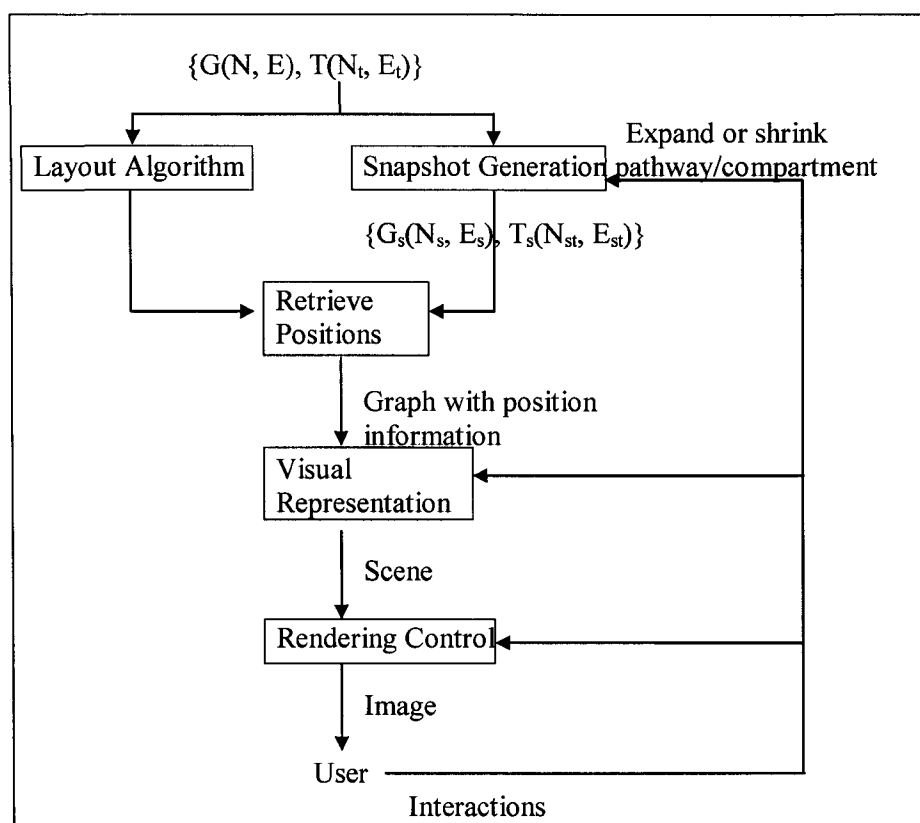 {G(N, E), T(Nt, Et)}
Expand or shrink
pathway/compartment
Layout Algorithm
Snapshot Generation
{Gs(Ns, Es), Ts(Nst, Est)}
Retrieve
Positions
Graph with position
information
Visual
Representation
Scene
Rendering Control
Image
User
Interactions